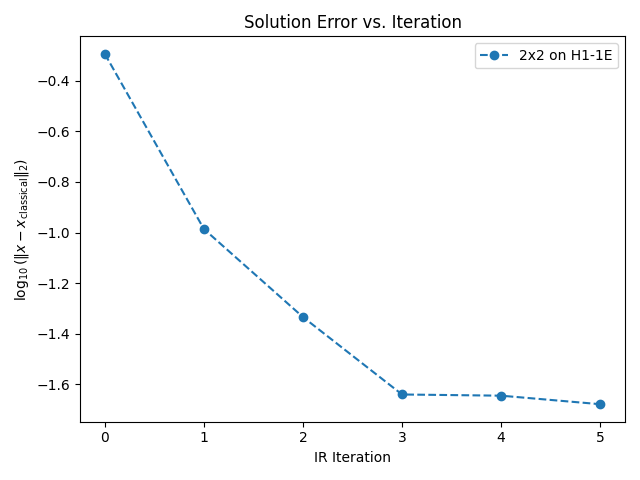 Solution Error vs. Iteration
log₁₀(‖x − x_classical‖₂)
−0.4
−0.6
−0.8
−1.0
−1.2
−1.4
−1.6
2x2 on H1-1E
0 1 2 3 4 5
IR Iteration